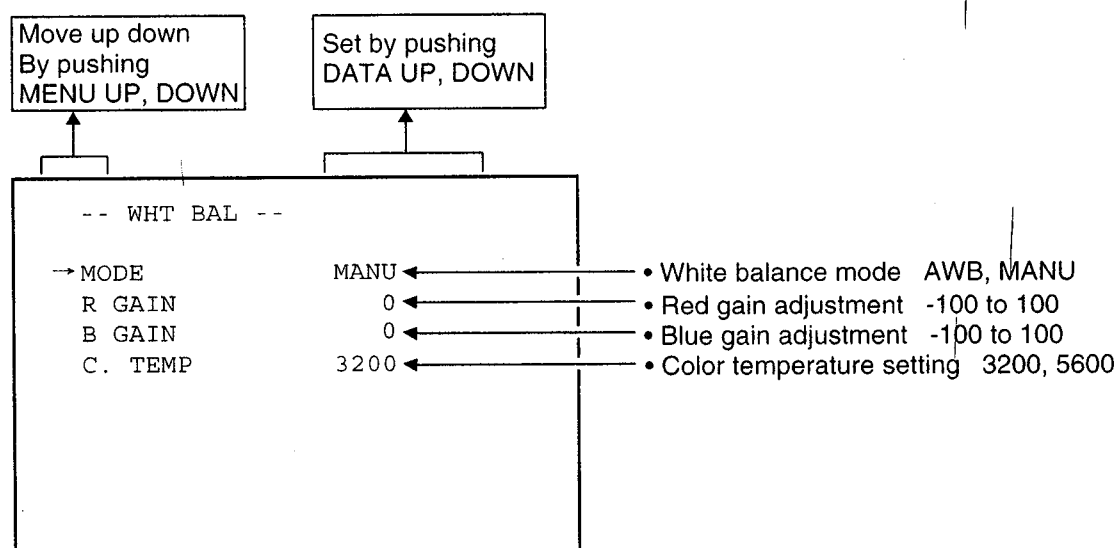 Move up down
By pushing
MENU UP, DOWN
Set by pushing
DATA UP, DOWN
-- WHT BAL --
→ MODE MANU • White balance mode AWB, MANU
R GAIN 0 • Red gain adjustment -100 to 100
B GAIN 0 • Blue gain adjustment -100 to 100
C. TEMP 3200 • Color temperature setting 3200, 5600